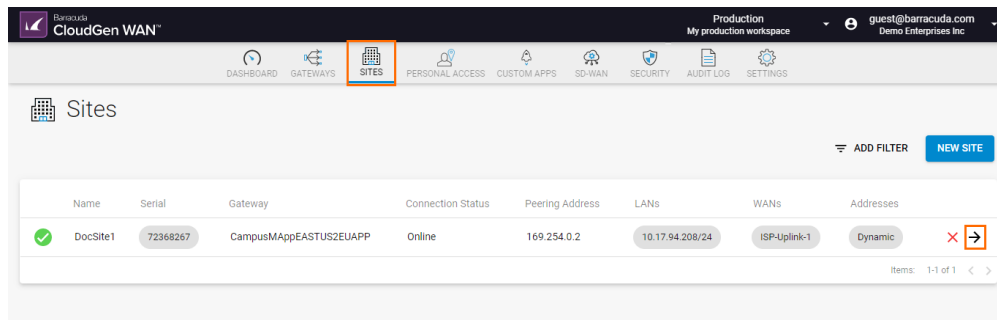 Barracuda
CloudGen WAN™
Production
My production workspace
guest@barracuda.com
Demo Enterprises Inc
DASHBOARD GATEWAYS SITES PERSONAL ACCESS CUSTOM APPS SD-WAN SECURITY AUDIT LOG SETTINGS
Sites
ADD FILTER NEW SITE
Name Serial Gateway Connection Status Peering Address LANs WANs Addresses
DocSite1 72368267 CampusMAppEASTUS2EUAPP Online 169.254.0.2 10.17.94.208/24 ISP-Uplink-1 Dynamic
Items: 1-1 of 1